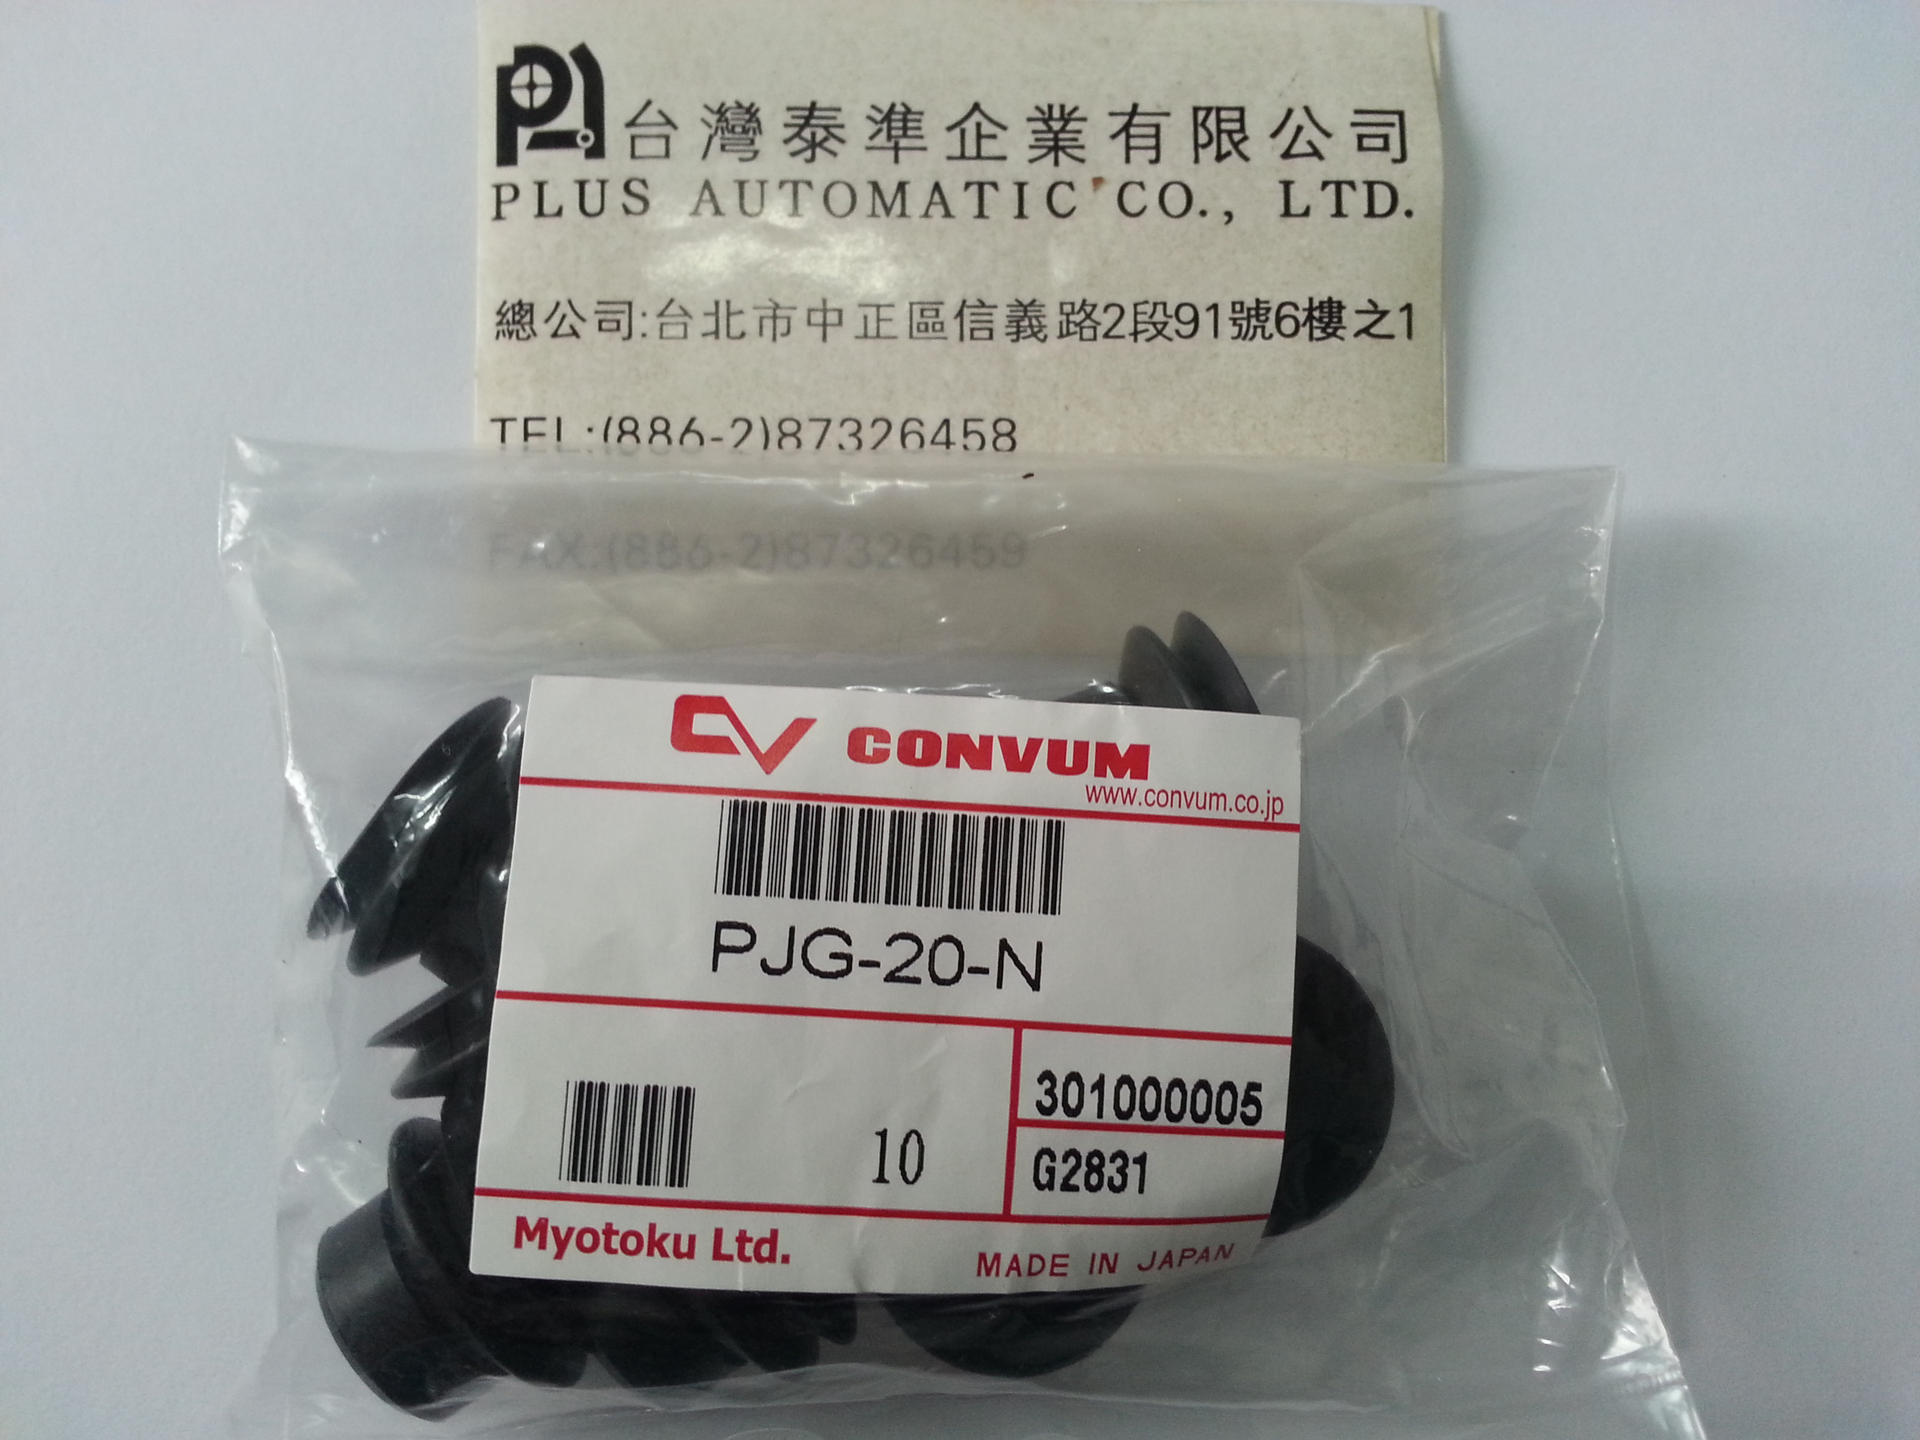 台灣泰準企業有限公司
PLUS AUTOMATIC CO., LTD.
總公司:台北市中正區信義路2段91號6樓之1
TEL:(886-2)87326458
FAX:(886-2)87326459
CV CONVUM
www.convum.co.jp
PJG-20-N
10
301000005
G2831
Myotoku Ltd.
MADE IN JAPAN